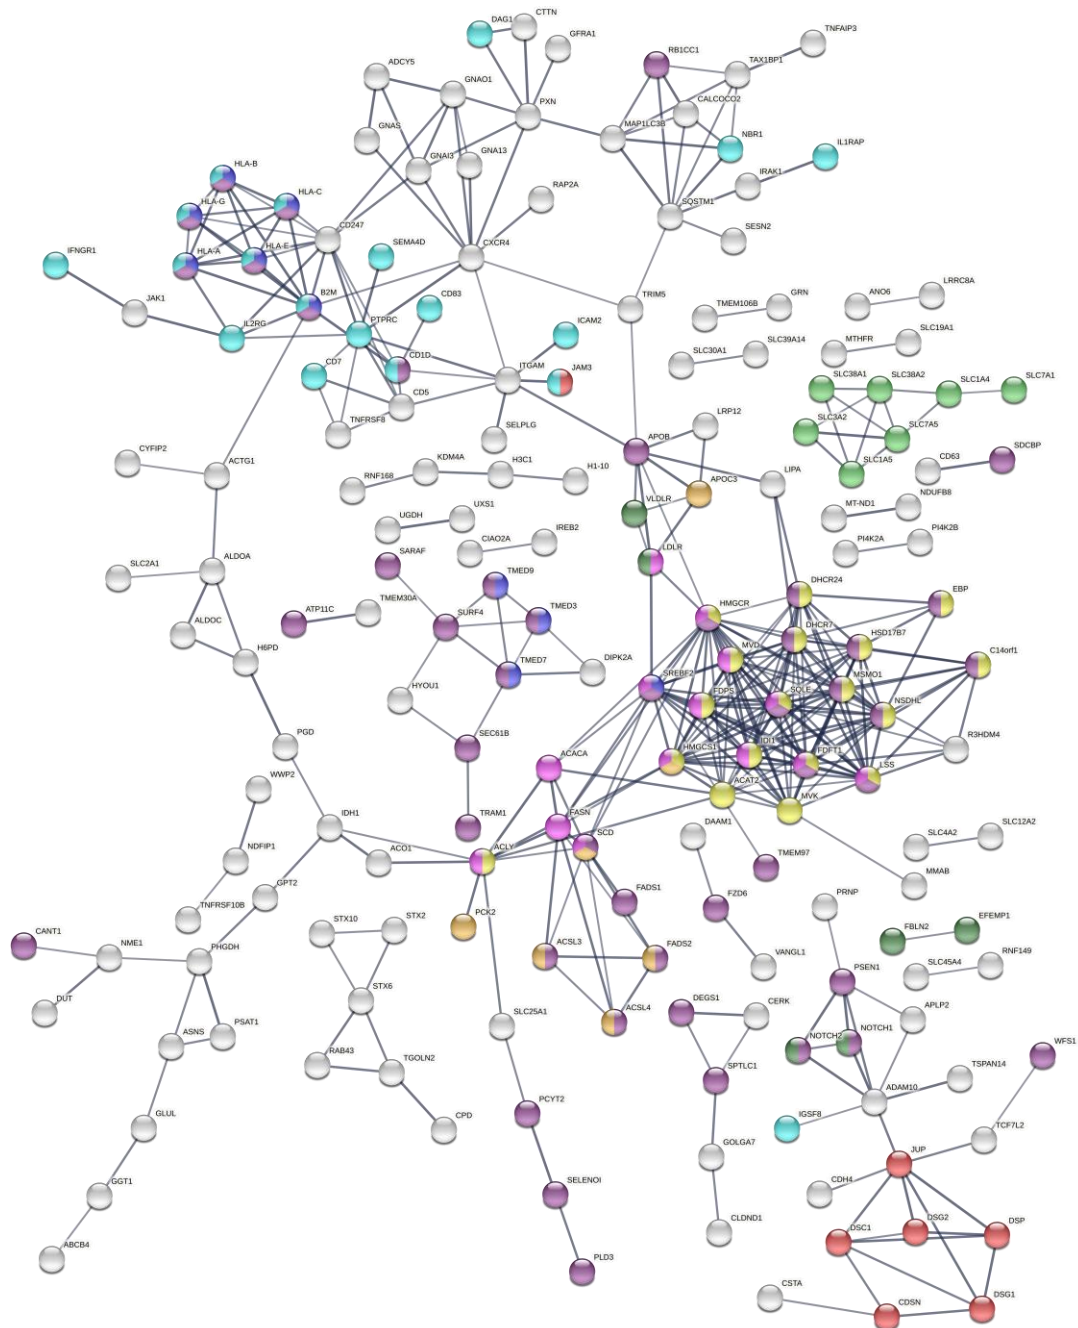 DAG1
CTTN
GFRA1
TNFAIP3
RB1CC1
TAX1BP1
ADCY5
GNAO1
PXN
CALCOCO2
MAP1LC3B
NBR1
GNAS
GNAI3
GNA13
IL1RAP
IRAK1
HLA-B
HLA-C
HLA-G
RAP2A
SQSTM1
SESN2
CD247
IFNGR1
HLA-A
HLA-E
SEMA4D
CXCR4
JAK1
B2M
CD83
TRIM5
TMEM106B
GRN
ANO6
LRRC8A
IL2RG
PTPRC
ICAM2
SLC30A1
SLC39A14
MTHFR
SLC19A1
CD7
CD1D
ITGAM
JAM3
SLC38A1
SLC38A2
SLC1A4
SLC7A1
TNFRSF8
CD5
SELPLG
LRP12
SLC3A2
SLC7A5
CYFIP2
ACTG1
APOB
SLC1A5
CD63
SDCBP
RNF168
KDM4A
H3C1
H1-10
APOC3
LIPA
VLDLR
MT-ND1
NDUFB8
UGDH
UXS1
CIAO2A
IREB2
PI4K2A
PI4K2B
SLC2A1
ALDOA
SARAF
TMED9
LDLR
DHCR24
EBP
ALDOC
ATP11C
TMEM30A
SURF4
TMED3
HMGCR
DHCR7
HSD17B7
H6PD
MVD
C14orf1
TMED7
DIPK2A
SREBF2
MSMO1
HYOU1
FDPS
SQLE
NSDHL
PGD
SEC61B
HMGCS1
IDI1
FDFT1
R3HDM4
ACACA
LSS
WWP2
ACAT2
MVK
IDH1
TRAM1
FASN
SCD
DAAM1
SLC4A2
SLC12A2
NDFIP1
ACO1
ACLY
TMEM97
MMAB
GPT2
TNFRSF10B
FADS1
FZD6
PRNP
PCK2
STX10
STX2
EFEMP1
CANT1
NME1
PHGDH
ACSL3
FADS2
VANGL1
FBLN2
SLC45A4
RNF149
DUT
STX6
ACSL4
DEGS1
CERK
PSEN1
APLP2
ASNS
PSAT1
SLC25A1
NOTCH2
NOTCH1
RAB43
TGOLN2
SPTLC1
WFS1
TSPAN14
ADAM10
GLUL
CPD
PCYT2
IGSF8
TCF7L2
GOLGA7
JUP
GGT1
SELENOI
CDH4
CLDND1
DSC1
DSG2
DSP
ABCB4
PLD3
CSTA
CDSN
DSG1